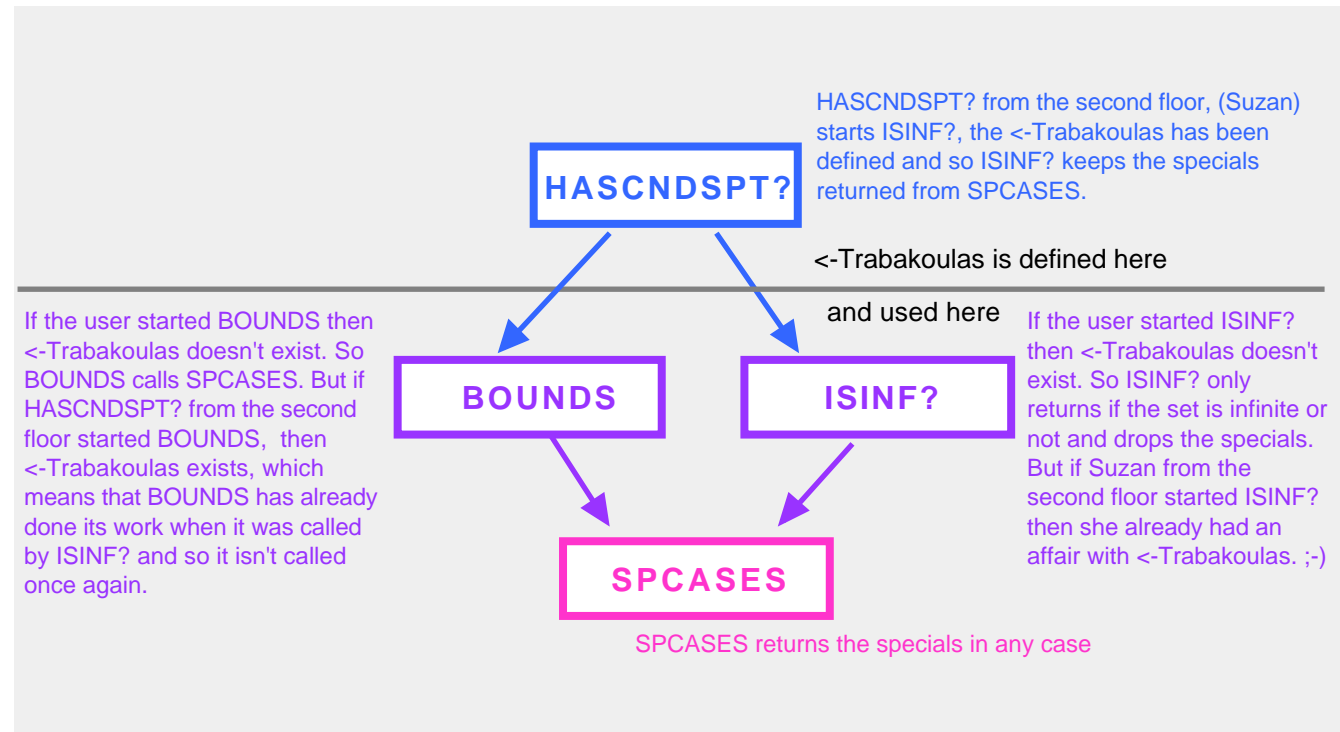 HASCNDSPT? from the second floor, (Suzan)
starts ISINF?, the <-Trabakoulas has been
defined and so ISINF? keeps the specials
returned from SPCASES.
HASCNDSPT?
<-Trabakoulas is defined here
and used here
If the user started BOUNDS then
<-Trabakoulas doesn't exist. So
BOUNDS calls SPCASES. But if
HASCNDSPT? from the second
floor started BOUNDS, then
<-Trabakoulas exists, which
means that BOUNDS has already
done its work when it was called
by ISINF? and so it isn't called
once again.
BOUNDS
ISINF?
If the user started ISINF?
then <-Trabakoulas doesn't
exist. So ISINF? only
returns if the set is infinite or
not and drops the specials.
But if Suzan from the
second floor started ISINF?
then she already had an
affair with <-Trabakoulas. ;-)
SPCASES
SPCASES returns the specials in any case